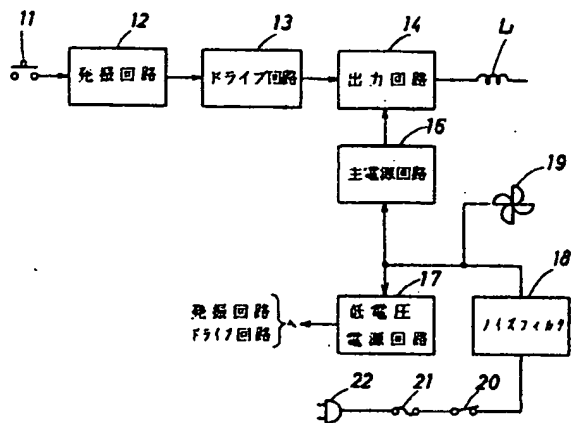 11
12
13
14
L1
発振回路
ドライブ回路
出力回路
16
主電源回路
19
17
18
発振回路
ドライブ回路
へ
低電圧
電源回路
ノイズフィルタ
22
21
20